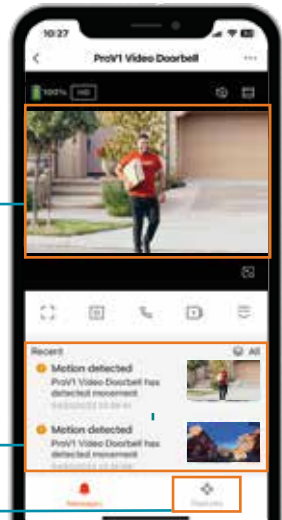 10:27
ProV1 Video Doorbell
100%
HD
Recent
All
Motion detected
ProV1 Video Doorbell has
detected movement
Motion detected
ProV1 Video Doorbell has
detected movement
Messages
Features